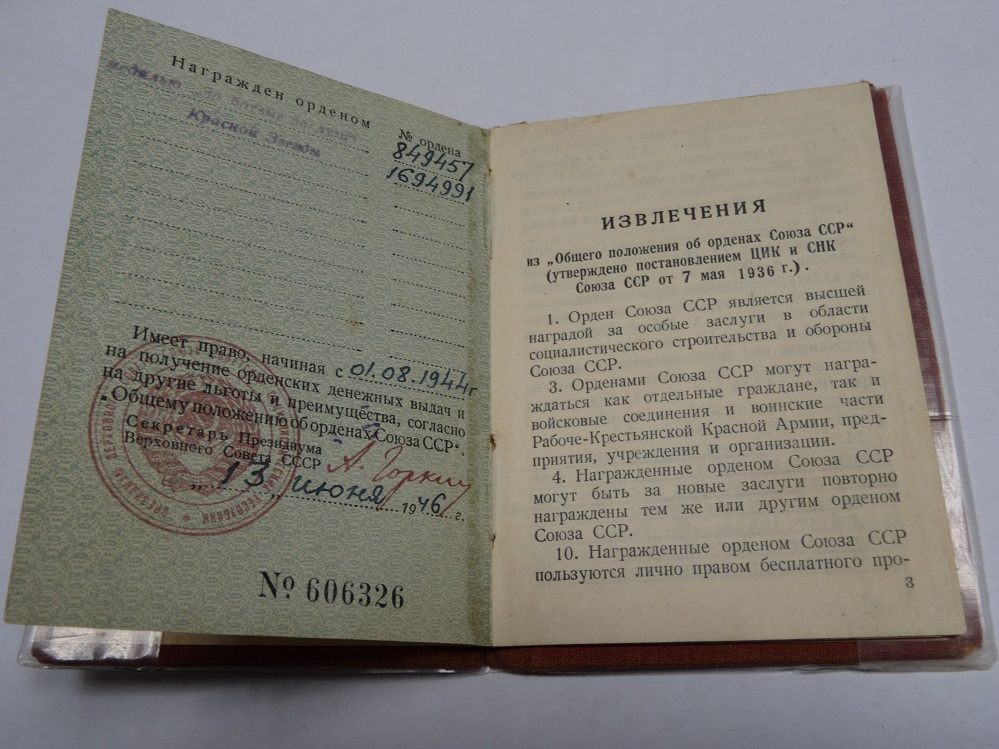 Награжден орденом
№ ордена
медалью „За боевые заслуги"
849457
Красной Звезды
1694991
Имеет право, начиная с 01.08.1944г
на получение орденских денежных выдач и
на другие льготы и преимущества, согласно
„Общему положению об орденах Союза ССР".
Секретарь Президиума
Верховного Совета СССР А. Горкин
„13„ июня 1946 г.
№ 606326
ИЗВЛЕЧЕНИЯ
из „Общего положения об орденах Союза ССР“
(утверждено постановлением ЦИК и СНК
Союза ССР от 7 мая 1936 г.).
1. Орден Союза ССР является высшей
наградой за особые заслуги в области
социалистического строительства и обороны
Союза ССР.
3. Орденами Союза ССР могут награ-
ждаться как отдельные граждане, так и
войсковые соединения и воинские части
Рабоче-Крестьянской Красной Армии, пред-
приятия, учреждения и организации.
4. Награжденные орденом Союза ССР
могут быть за новые заслуги повторно
награждены тем же или другим орденом
Союза ССР.
10. Награжденные орденом Союза ССР
пользуются лично правом бесплатного про-
3